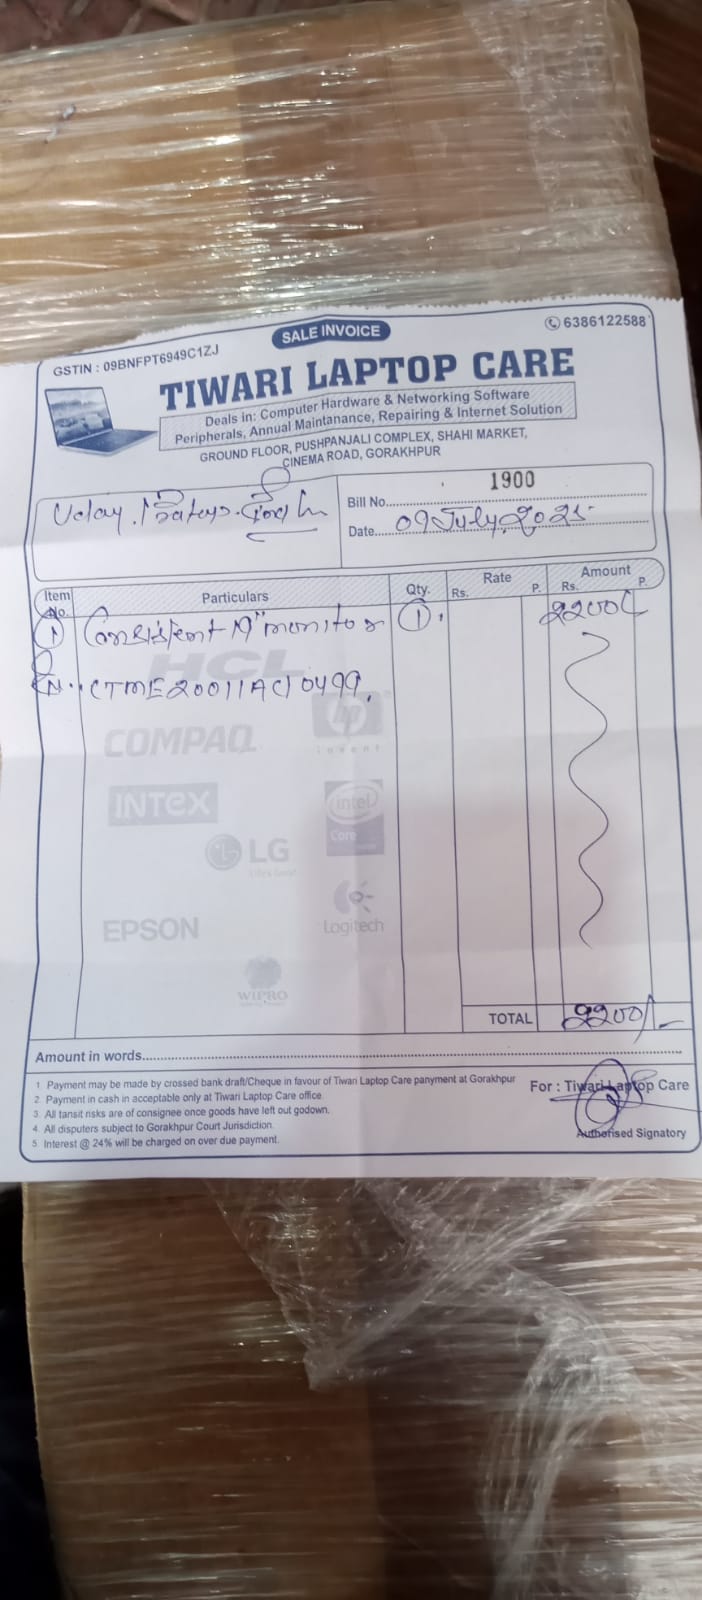 SALE INVOICE
GSTIN : 09BNFPT6949C1ZJ
6386122588
TIWARI LAPTOP CARE
Deals in: Computer Hardware & Networking Software
Peripherals, Annual Maintanance, Repairing & Internet Solution
GROUND FLOOR, PUSHPANJALI COMPLEX, SHAHI MARKET,
CINEMA ROAD, GORAKHPUR
Uday
Bill No. 1900
Date. 09 July, 2025
Item No. Particulars Qty. Rate Rs. P. Amount Rs. P.
1 Consistent 19" monitor 1. 2200
HCL
CTME20011AC10499.
hp
invent
COMPAQ
INTEX
intel
Core
LG
Life's Good
EPSON
Logitech
WIPRO
TOTAL 2200/-
Amount in words
1 Payment may be made by crossed bank draft/Cheque in favour of Tiwari Laptop Care panyment at Gorakhpur
2. Payment in cash in acceptable only at Tiwari Laptop Care office.
3. All tansit risks are of consignee once goods have left out godown.
4. All disputers subject to Gorakhpur Court Jurisdiction.
5. Interest @ 24% will be charged on over due payment.
For : Tiwari Laptop Care
Authorised Signatory